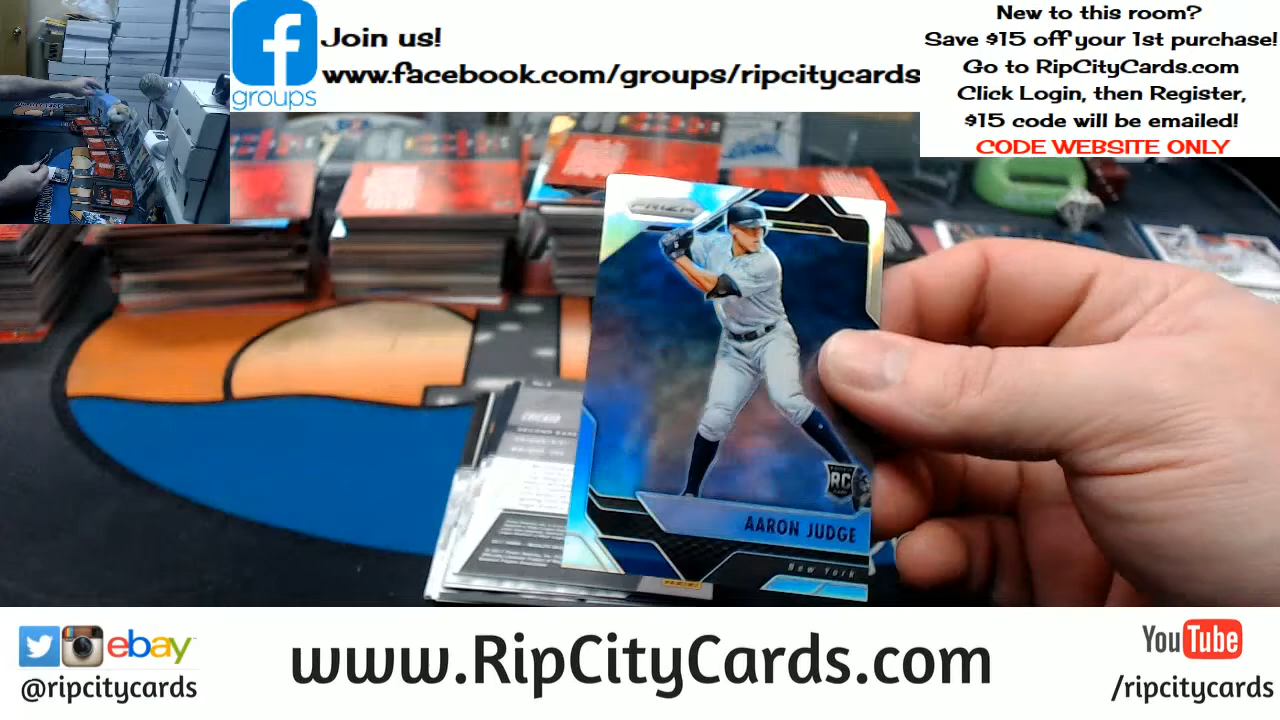 Join us!
www.facebook.com/groups/ripcitycards
groups
New to this room?
Save $15 off your 1st purchase!
Go to RipCityCards.com
Click Login, then Register,
$15 code will be emailed!
CODE WEBSITE ONLY
PRIZM
RC
AARON JUDGE
New York
ebay
@ripcitycards
www.RipCityCards.com
YouTube
/ripcitycards